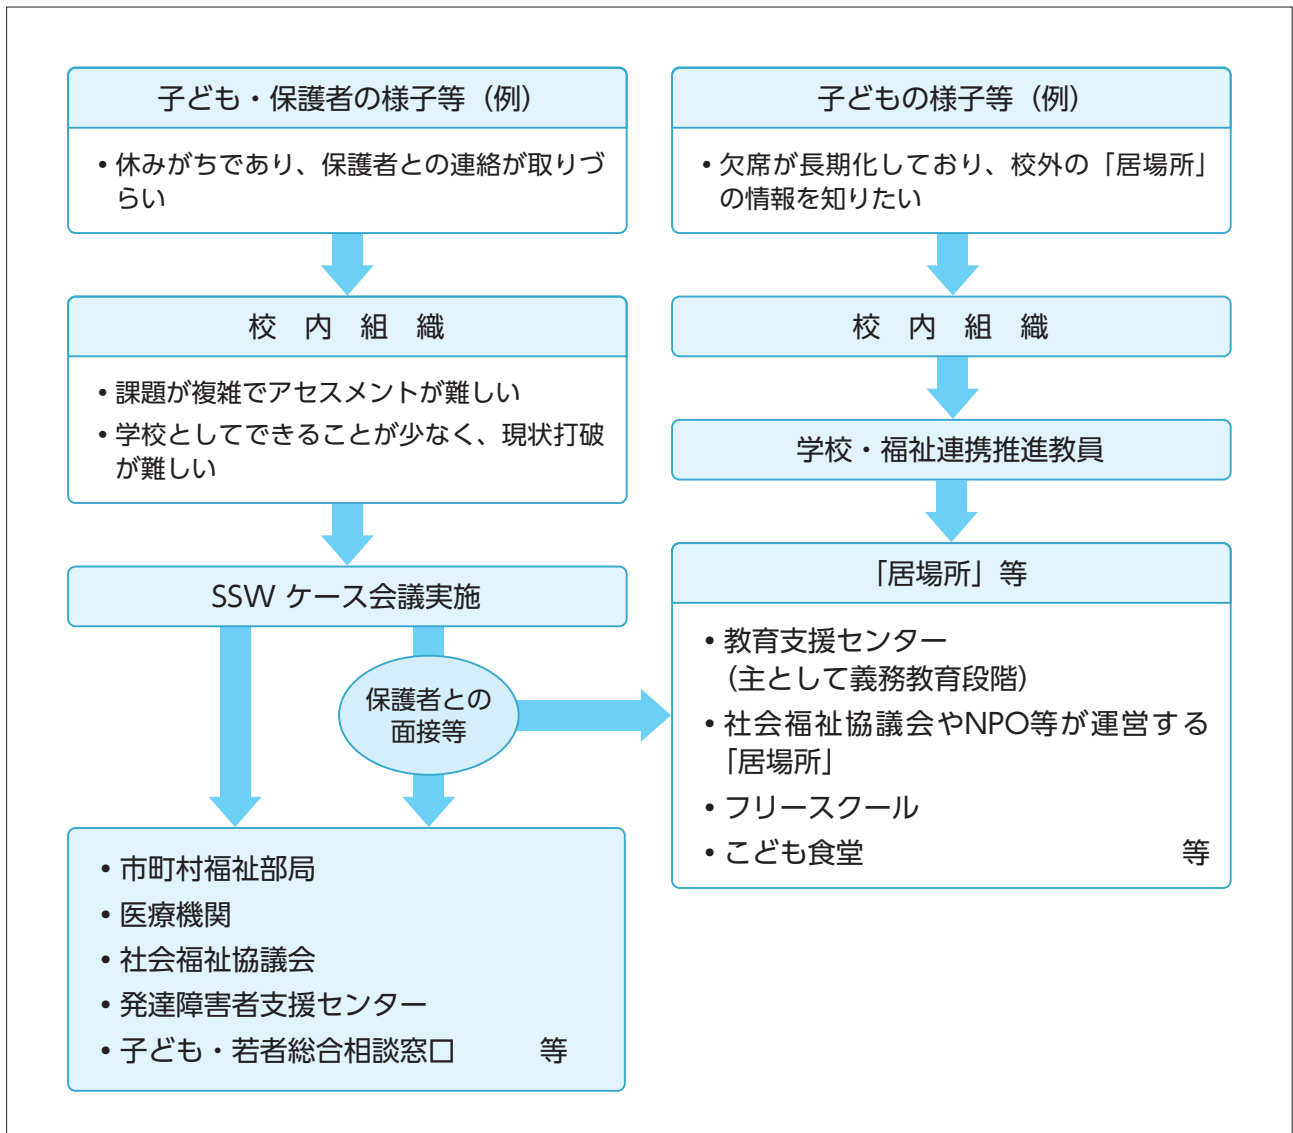 子ども・保護者の様子等（例）
・休みがちであり、保護者との連絡が取りづ
らい
校内組織
・課題が複雑でアセスメントが難しい
・学校としてできることが少なく、現状打破
が難しい
SSW ケース会議実施
保護者との
面接等
・市町村福祉部局
・医療機関
・社会福祉協議会
・発達障害者支援センター
・子ども・若者総合相談窓口　等
子どもの様子等（例）
・欠席が長期化しており、校外の「居場所」
の情報を知りたい
校内組織
学校・福祉連携推進教員
「居場所」等
・教育支援センター
（主として義務教育段階）
・社会福祉協議会やNPO等が運営する
「居場所」
・フリースクール
・こども食堂　等